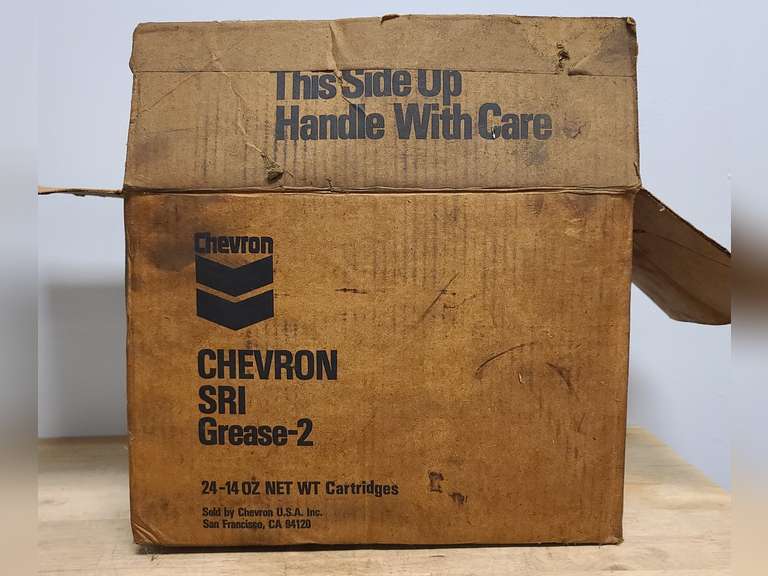 This Side Up
Handle With Care
Chevron
CHEVRON
SRI
Grease-2
24-14 OZ NET WT Cartridges
Sold by Chevron U.S.A. Inc.
San Francisco, CA 94120